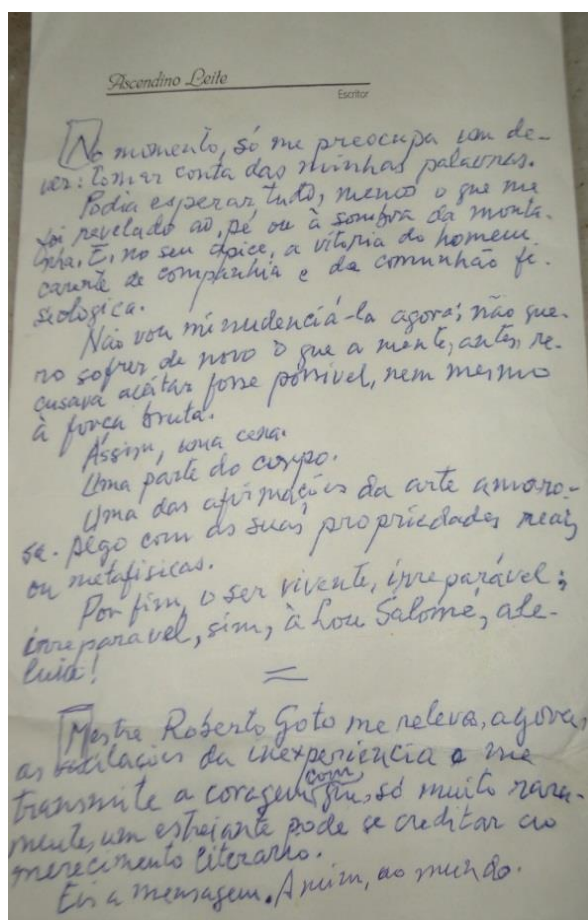 Ascendino Leite
Escritor
No momento, só me preocupa um de-
ver: tomar conta das minhas palavras.
Podia esperar tudo, menos o que me
foi revelado ao pé ou à sombra da monta-
nha. E, no seu ápice, a vitória do homem
carente de companhia e da comunhão fi-
siológica.
Não vou minudenciá-la agora; não que-
ro sofrer de novo o que a mente, antes, re-
cusava aceitar fosse possível, nem mesmo
à força bruta.
Assim, uma cena.
Uma parte do corpo.
Uma das afirmações da arte amoro-
sa. pego com as suas propriedades reais
ou metafísicas.
Por fim, o ser vivente, irreparável;
irreparável, sim, à Lou Salomé, ale-
luia!
=
Mestre Roberto Goto me releva, agora,
as vacilações da inexperiência e me
transmite a coragem com que, só muito rara-
mente, um estreiante pode se creditar ao
merecimento literário.
Eis a mensagem. Assim, ao mundo.